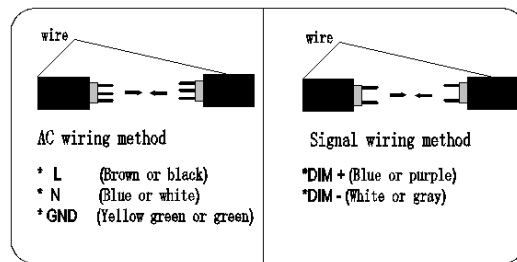 wire
AC wiring method
* L (Brown or black)
* N (Blue or white)
* GND (Yellow green or green)
wire
Signal wiring method
*DIM + (Blue or purple)
*DIM - (White or gray)